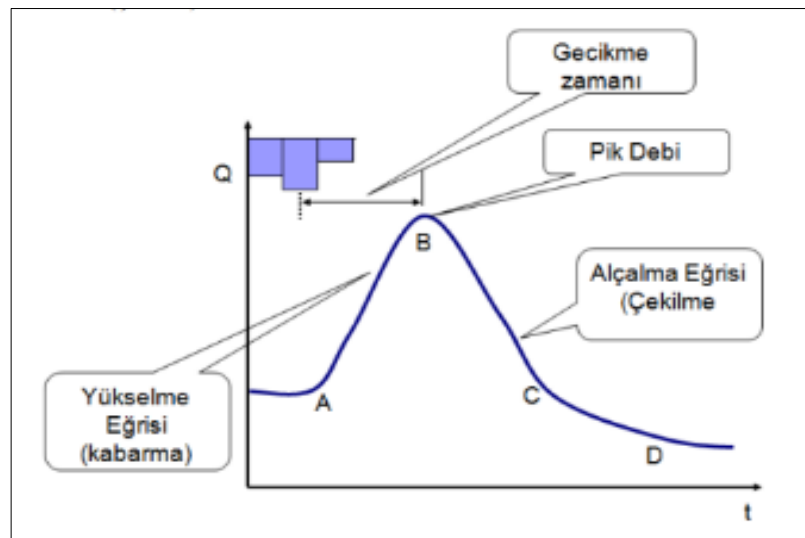 Gecikme
zamanı
Q
Pik Debi
B
Alçalma Eğrisi
(Çekilme
Yükselme
Eğrisi
(kabarma)
A
C
D
t